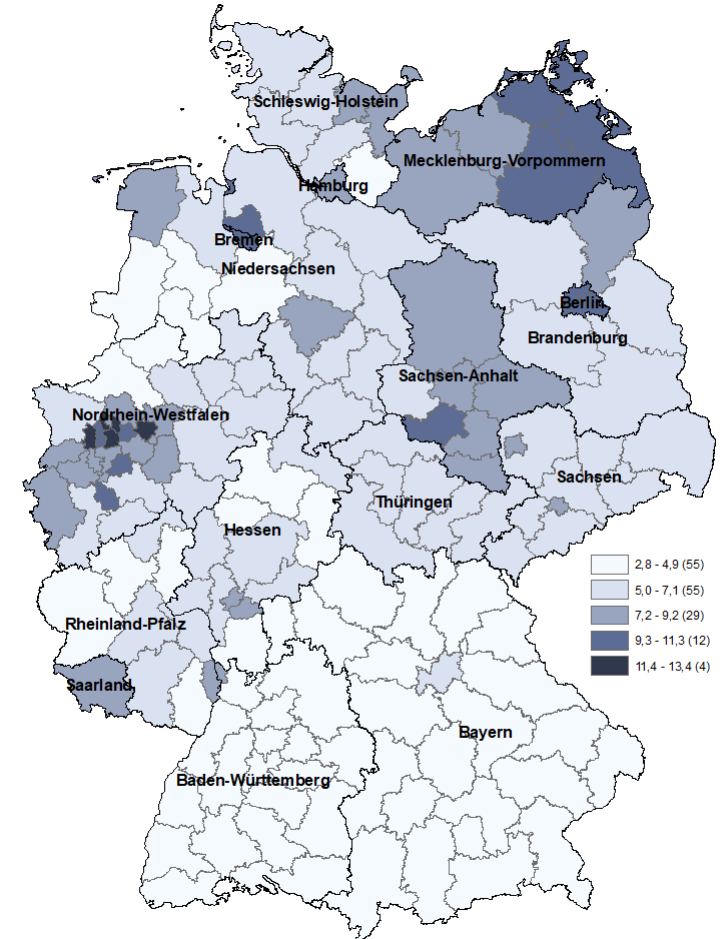 Schleswig-Holstein
Mecklenburg-Vorpommern
Hamburg
Bremen
Niedersachsen
Berlin
Brandenburg
Sachsen-Anhalt
Nordrhein-Westfalen
Sachsen
Thüringen
Hessen
2,8 - 4,9 (55)
5,0 - 7,1 (55)
7,2 - 9,2 (29)
9,3 - 11,3 (12)
11,4 - 13,4 (4)
Rheinland-Pfalz
Saarland
Bayern
Baden-Württemberg